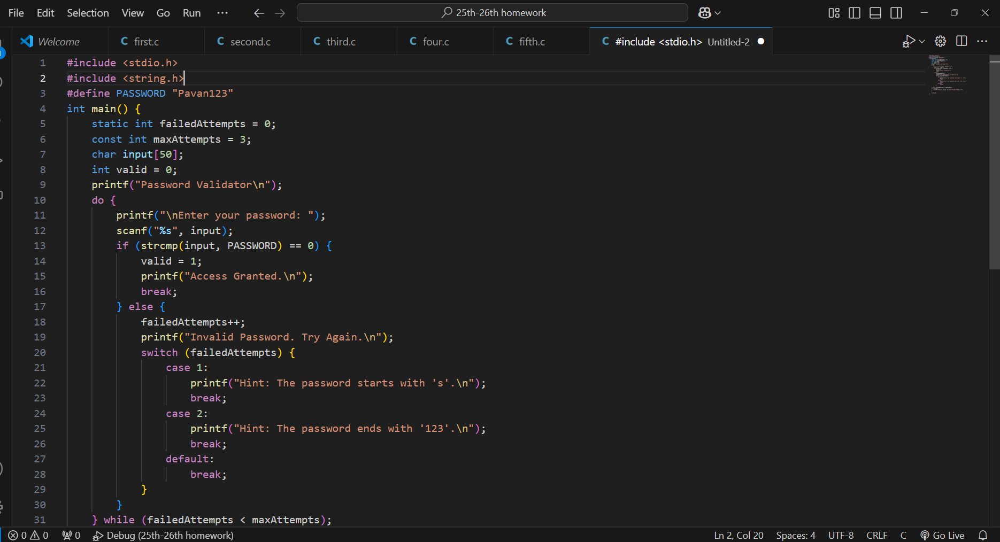 File Edit Selection View Go Run ··· 25th-26th homework
Welcome first.c second.c third.c four.c fifth.c #include <stdio.h> Untitled-2
1 #include <stdio.h>
2 #include <string.h>
3 #define PASSWORD "Pavan123"
4 int main() {
5 static int failedAttempts = 0;
6 const int maxAttempts = 3;
7 char input[50];
8 int valid = 0;
9 printf("Password Validator\n");
10 do {
11 printf("\nEnter your password: ");
12 scanf("%s", input);
13 if (strcmp(input, PASSWORD) == 0) {
14 valid = 1;
15 printf("Access Granted.\n");
16 break;
17 } else {
18 failedAttempts++;
19 printf("Invalid Password. Try Again.\n");
20 switch (failedAttempts) {
21 case 1:
22 printf("Hint: The password starts with 's'.\n");
23 break;
24 case 2:
25 printf("Hint: The password ends with '123'.\n");
26 break;
27 default:
28 break;
29 }
30 }
31 } while (failedAttempts < maxAttempts);
0 0 0 Debug (25th-26th homework) Ln 2, Col 20 Spaces: 4 UTF-8 CRLF C Go Live